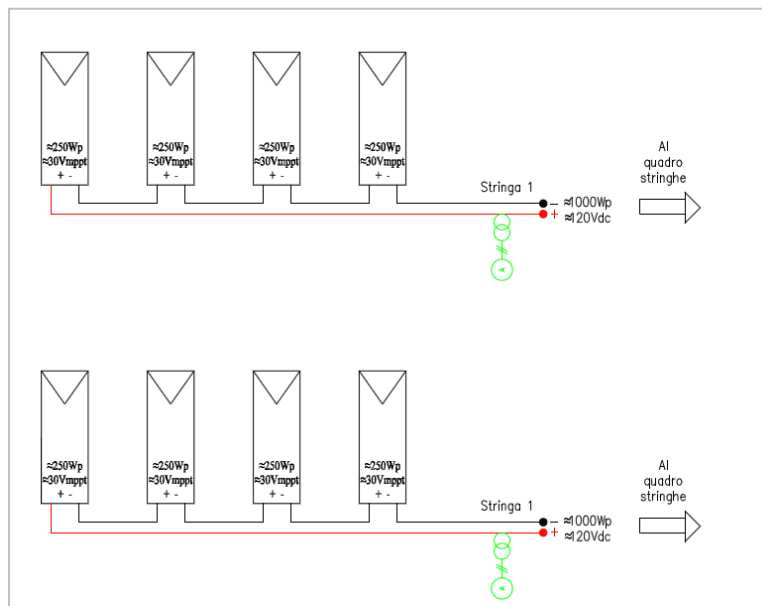 ≈250Wp
≈30Vmppt
+ -
≈250Wp
≈30Vmppt
+ -
≈250Wp
≈30Vmppt
+ -
≈250Wp
≈30Vmppt
+ -
Stringa 1
- ≈1000Wp
+ ≈120Vdc
Al
quadro
stringhe
A
≈250Wp
≈30Vmppt
+ -
≈250Wp
≈30Vmppt
+ -
≈250Wp
≈30Vmppt
+ -
≈250Wp
≈30Vmppt
+ -
Stringa 1
- ≈1000Wp
+ ≈120Vdc
Al
quadro
stringhe
A